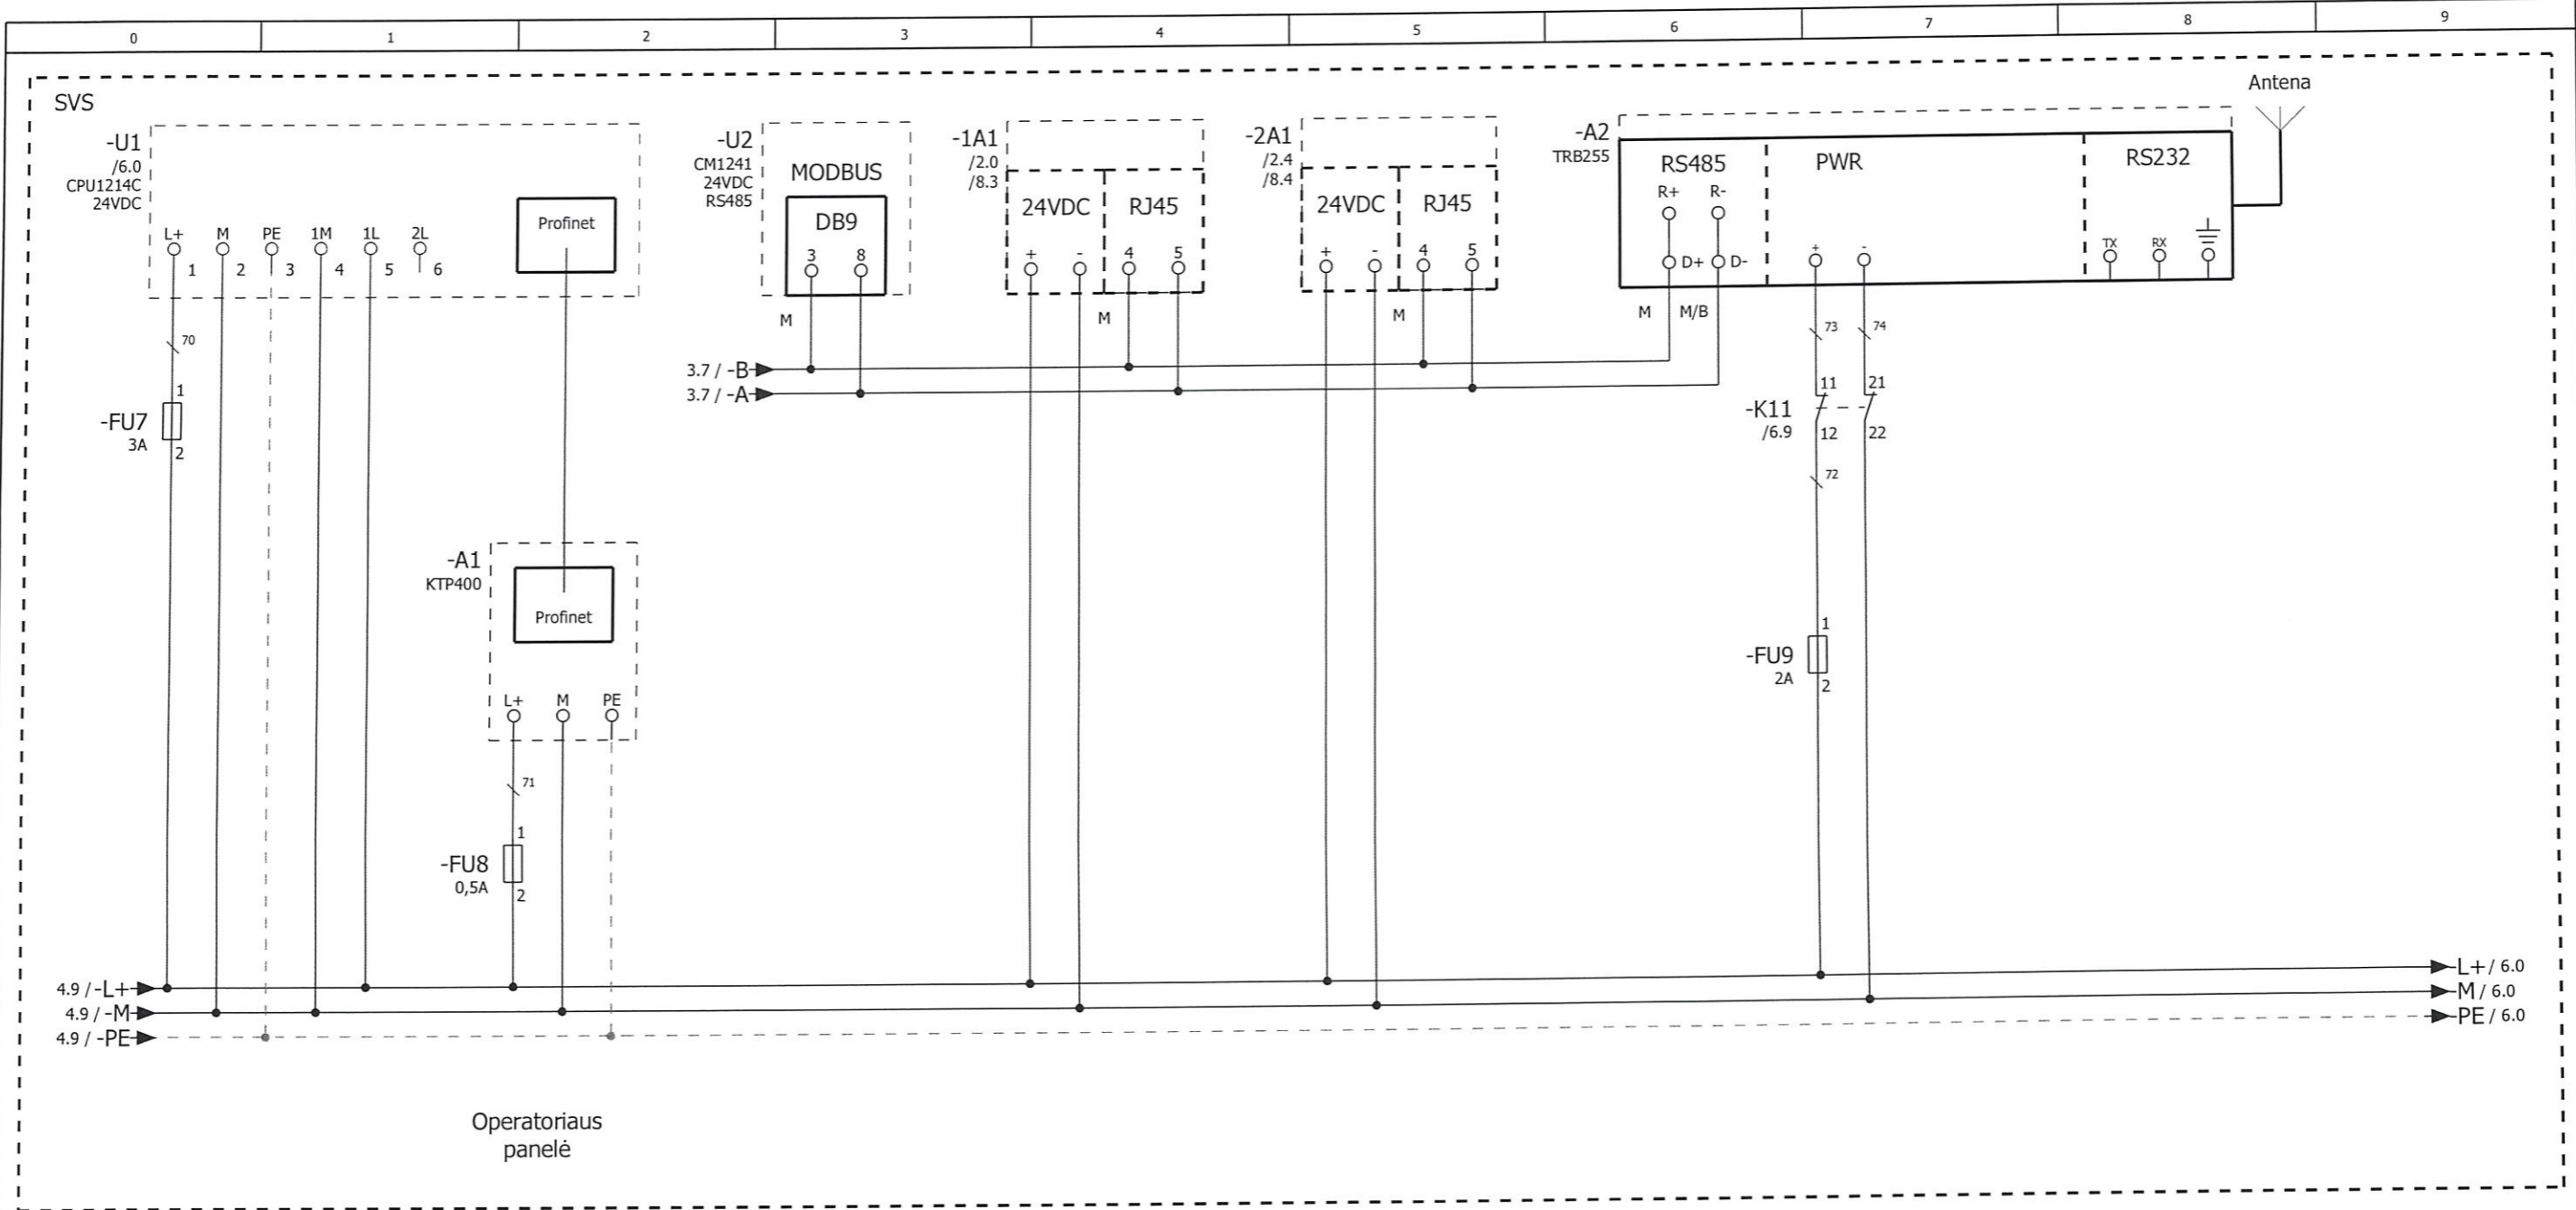 0 1 2 3 4 5 6 7 8 9
SVS
Antena
-U1
/6.0
CPU1214C
24VDC
L+ M PE 1M 1L 2L
1 2 3 4 5 6
Profinet
70
1
-FU7
3A
2
-A1
KTP400
Profinet
L+ M PE
71
1
-FU8
0,5A
2
-U2
CM1241
24VDC
RS485
MODBUS
DB9
3 8
M
3.7 / -B
3.7 / -A
-1A1
/2.0
/8.3
24VDC RJ45
+ - 4 5
M
-2A1
/2.4
/8.4
24VDC RJ45
+ - 4 5
M
-A2
TRB255
RS485 PWR RS232
R+ R-
D+ D-
+ -
TX RX
M M/B
73 74
11 21
-K11
/6.9
12 22
72
1
-FU9
2A
2
4.9 / -L+
4.9 / -M
4.9 / -PE
L+ / 6.0
M / 6.0
PE / 6.0
Operatoriaus
panelė